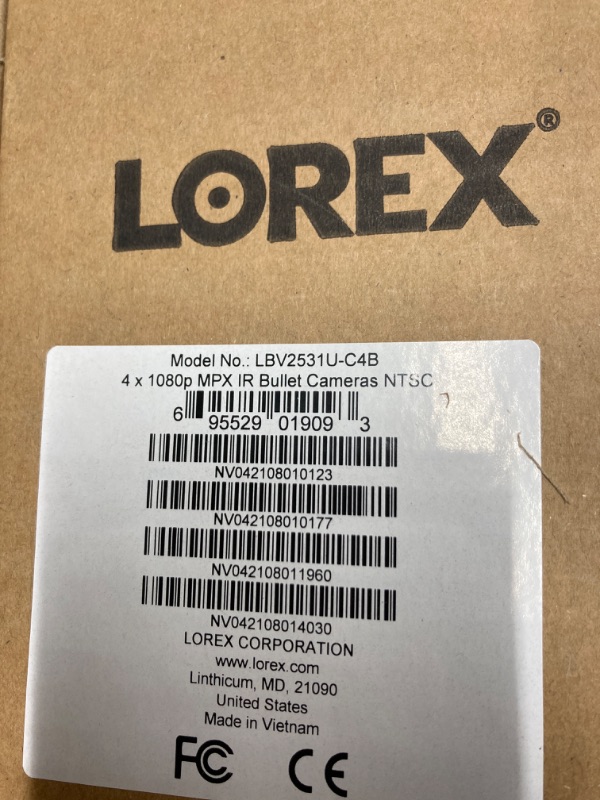 LOREX®
Model No.: LBV2531U-C4B
4 x 1080p MPX IR Bullet Cameras NTSC
6 95529 01909 3
NV042108010123
NV042108010177
NV042108011960
NV042108014030
LOREX CORPORATION
www.lorex.com
Linthicum, MD, 21090
United States
Made in Vietnam
FC CE